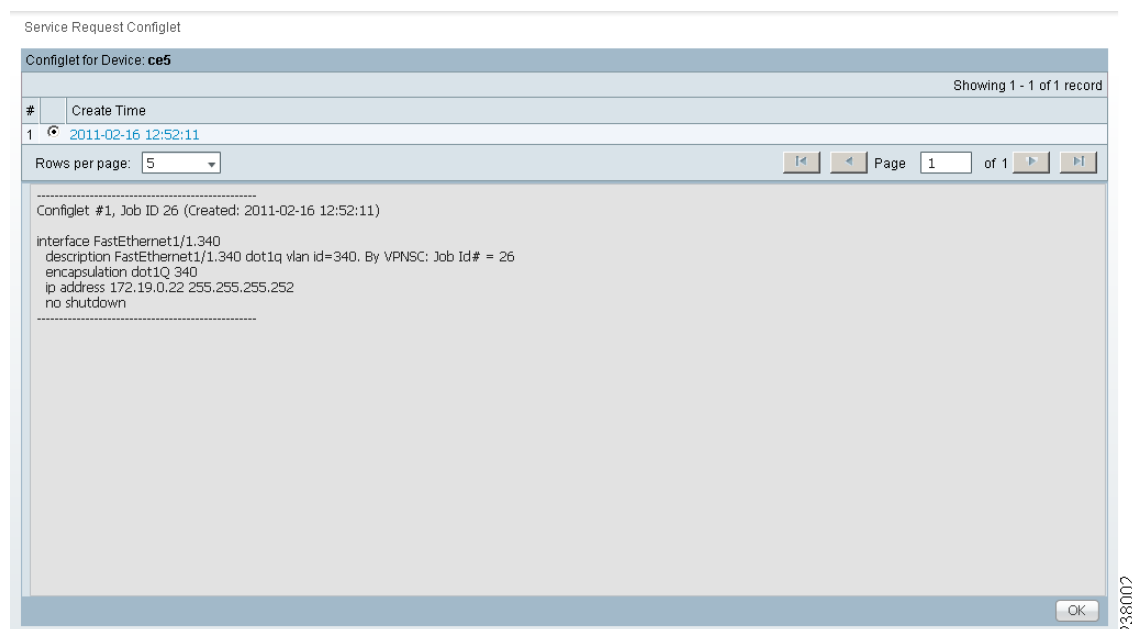 Service Request Configlet
Configlet for Device: ce5
Showing 1 - 1 of 1 record
# Create Time
1 2011-02-16 12:52:11
Rows per page: 5 Page 1 of 1
--------------------------------------------------
Configlet #1, Job ID 26 (Created: 2011-02-16 12:52:11)
interface FastEthernet1/1.340
description FastEthernet1/1.340 dot1q vlan id=340. By VPNSC: Job Id# = 26
encapsulation dot1Q 340
ip address 172.19.0.22 255.255.255.252
no shutdown
--------------------------------------------------
OK
238002